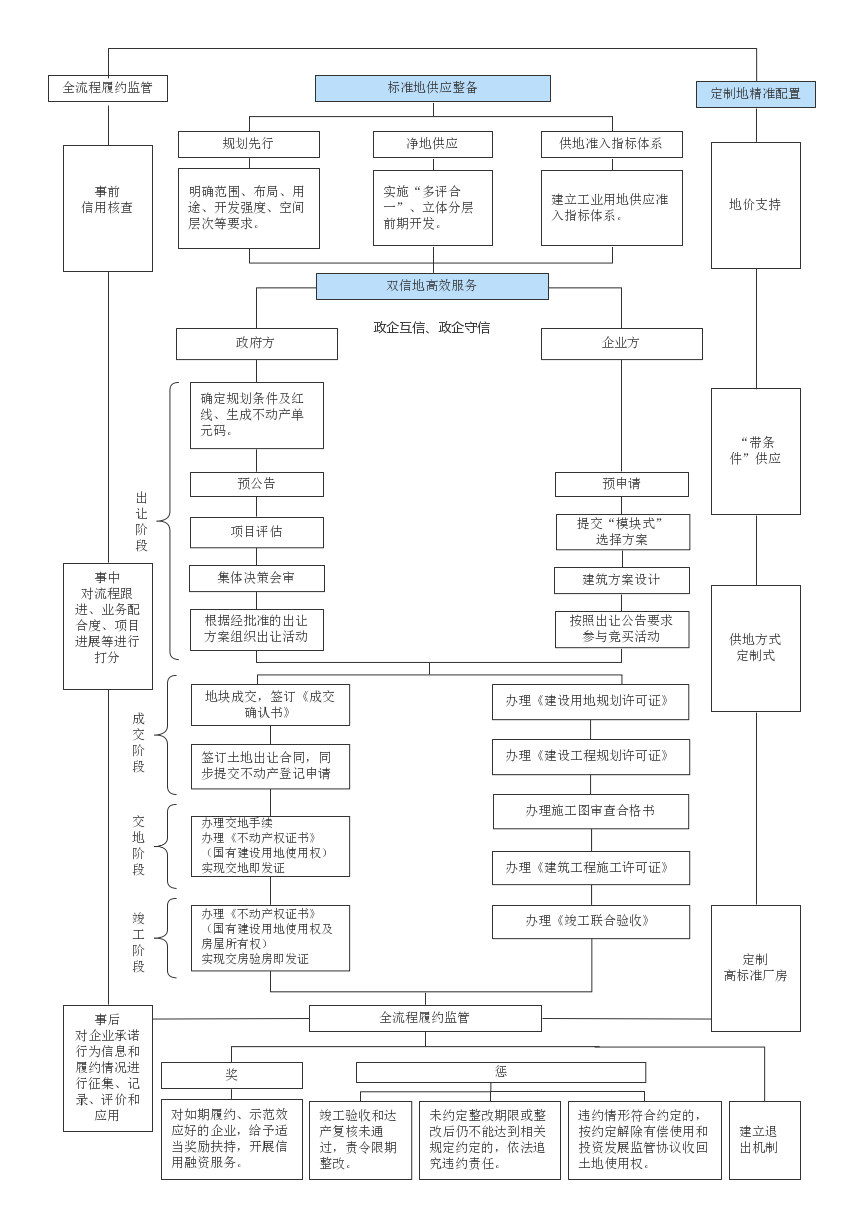 全流程履约监管
标准地供应整备
定制地精准配置
规划先行
净地供应
供地准入指标体系
事前
信用核查
明确范围、布局、用
途、开发强度、空间
层次等要求。
实施“多评合
一”、立体分层
前期开发。
建立工业用地供应准
入指标体系。
地价支持
双信地高效服务
政企互信、政企守信
政府方
企业方
确定规划条件及红
线、生成不动产单
元码。
“带条
件”供应
预公告
预申请
出
让
阶
段
项目评估
提交“模块式”
选择方案
集体决策会审
建筑方案设计
事中
对流程跟
进、业务配
合度、项目
进展等进行
打分
根据经批准的出让
方案组织出让活动
按照出让公告要求
参与竞买活动
供地方式
定制式
成
交
阶
段
地块成交，签订《成交
确认书》
办理《建设用地规划许可证》
签订土地出让合同，同
步提交不动产登记申请
办理《建设工程规划许可证》
交
地
阶
段
办理交地手续
办理《不动产权证书》
（国有建设用地使用权）
实现交地即发证
办理施工图审查合格书
办理《建筑工程施工许可证》
竣
工
阶
段
办理《不动产权证书》
（国有建设用地使用权及
房屋所有权）
实现交房验房即发证
办理《竣工联合验收》
定制
高标准厂房
事后
对企业承诺
行为信息和
履约情况进
行征集、记
录、评价和
应用
全流程履约监管
奖
惩
对如期履约、示范效
应好的企业，给予适
当奖励扶持，开展信
用融资服务。
竣工验收和达
产复核未通
过，责令限期
整改。
未约定整改期限或整
改后仍不能达到相关
规定约定的，依法追
究违约责任。
违约情形符合约定的，
按约定解除有偿使用和
投资发展监管协议收回
土地使用权。
建立退
出机制